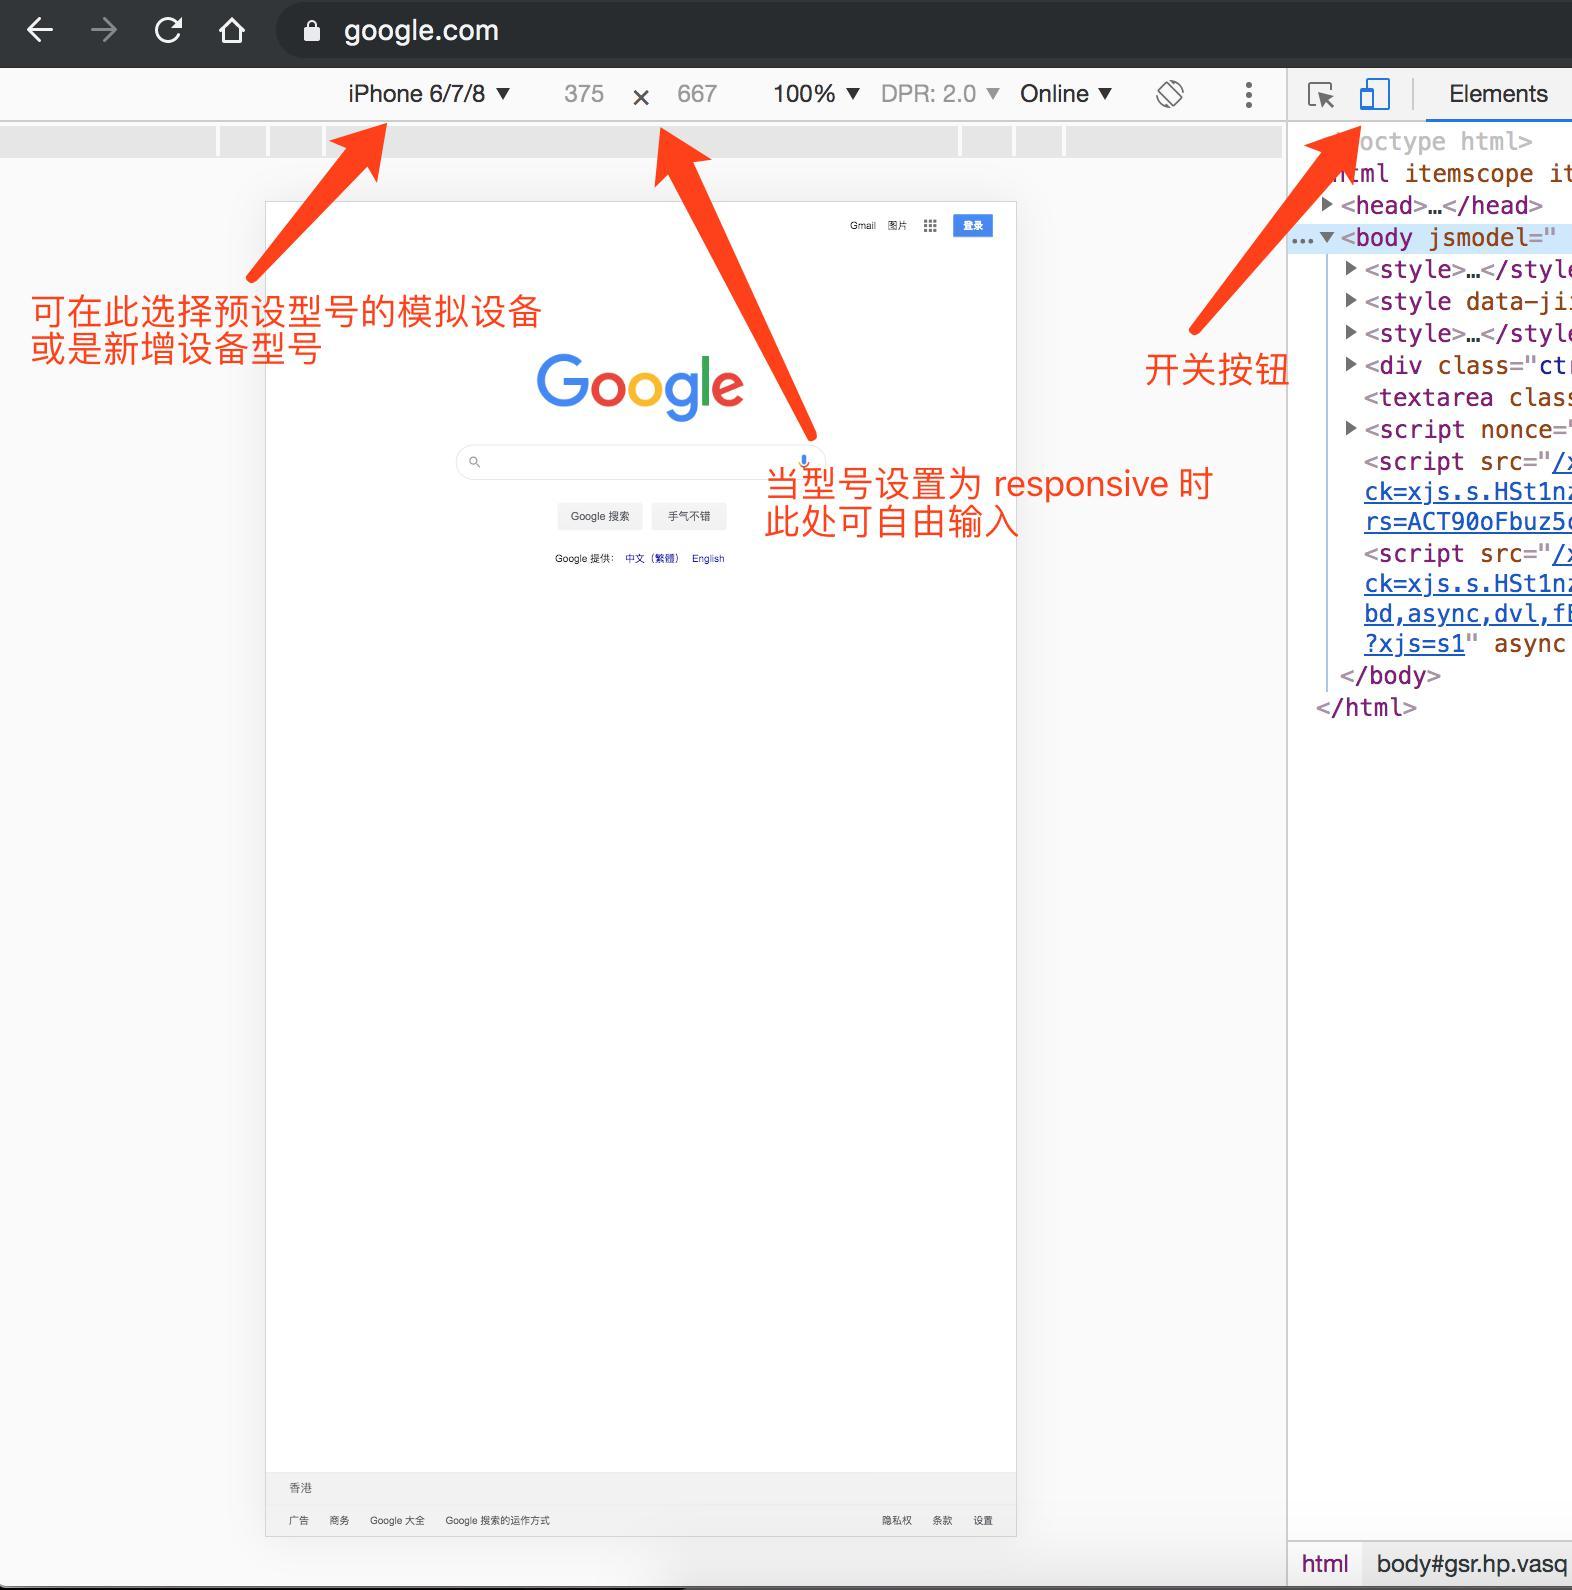 google.com
iPhone 6/7/8 ▼ 375 × 667 100% ▼ DPR: 2.0 ▼ Online ▼
Elements
octype html>
html itemscope
▶<head>…</head>
… ▼<body jsmodel="
Gmail 图片 登录
▶<style>…</style
▶<style data-jii
▶<style>…</style
▶<div class="ct
<textarea class
▶<script nonce="
<script src="/x
ck=xjs.s.HSt1nz
rs=ACT90oFbuz5
<script src="/x
ck=xjs.s.HSt1nz
bd,async,dvl,fE
?xjs=s1" async
</body>
</html>
可在此选择预设型号的模拟设备
或是新增设备型号
开关按钮
Google
当型号设置为 responsive 时
此处可自由输入
Google 搜索 手气不错
Google 提供： 中文（繁體） English
香港
广告 商务 Google 大全 Google 搜索的运作方式 隐私权 条款 设置
html body#gsr.hp.vasq